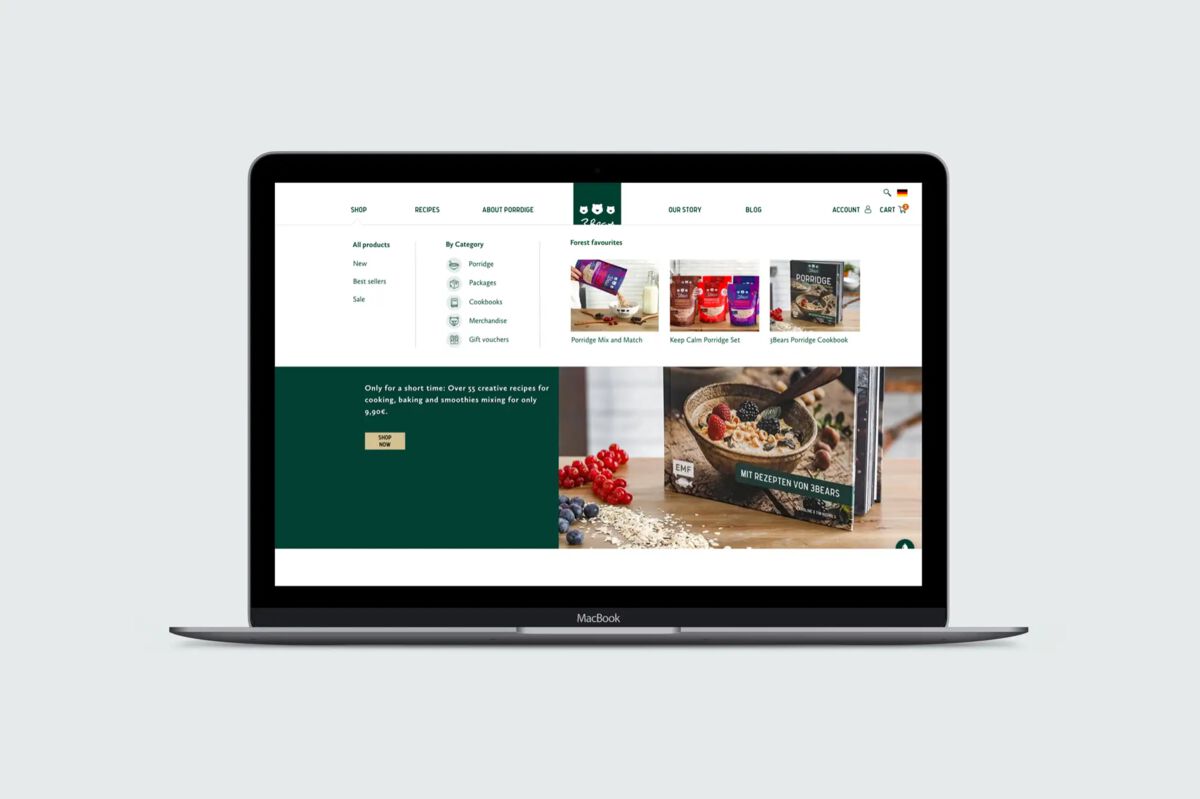 SHOP
RECIPES
ABOUT PORRDIGE
OUR STORY
BLOG
ACCOUNT
CART
All products
New
Best sellers
Sale
By Category
Porridge
Packages
Cookbooks
Merchandise
Gift vouchers
Forest favourites
PORRIDGE
Porridge Mix and Match
Keep Calm Porridge Set
3Bears Porridge Cookbook
Only for a short time: Over 55 creative recipes for
cooking, baking and smoothies mixing for only
9,90€.
SHOP
NOW
EMF
MIT REZEPTEN VON 3BEARS
MacBook